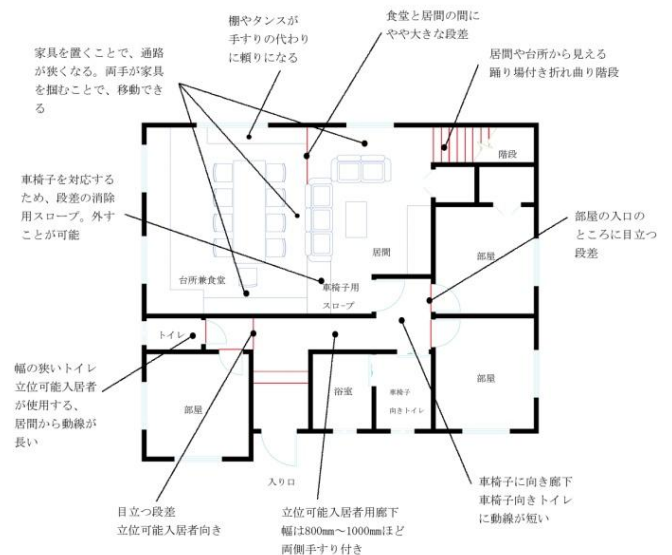 食堂と居間の間に
やや大きな段差
棚やタンスが
手すりの代わり
に頼りになる
家具を置くことで、通路
が狭くなる。両手が家具
を掴むことで、移動でき
る
居間や台所から見える
踊り場付き折れ曲り階段
階段
車椅子を対応する
ため、段差の消除
用スロープ。外す
ことが可能
部屋の入口の
ところに目立つ
段差
居間
部屋
台所兼食堂
車椅子用
スロープ
トイレ
幅の狭いトイレ
立位可能入居者
が使用する、
居間から動線が
長い
部屋
浴室
車椅子
向きトイレ
部屋
入り口
目立つ段差
立位可能入居者向き
立位可能入居者用廊下
幅は800mm～1000mmほど
両側手すり付き
車椅子に向き廊下
車椅子向きトイレ
に動線が短い